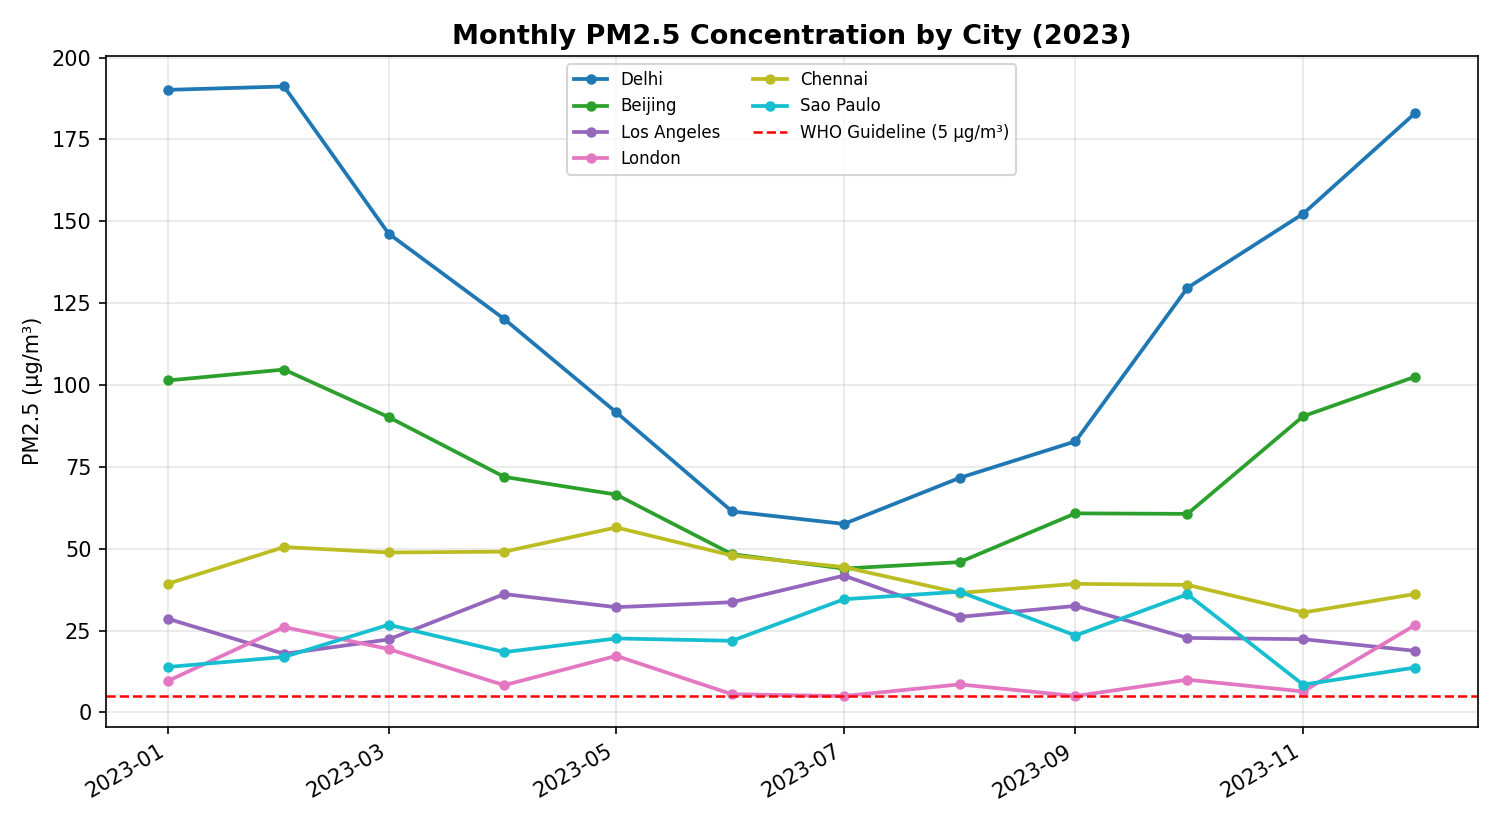 Monthly PM2.5 Concentration by City (2023)
PM2.5 (µg/m³)
200
175
150
125
100
75
50
25
0
Delhi
Beijing
Los Angeles
London
Chennai
Sao Paulo
WHO Guideline (5 µg/m³)
2023-01
2023-03
2023-05
2023-07
2023-09
2023-11